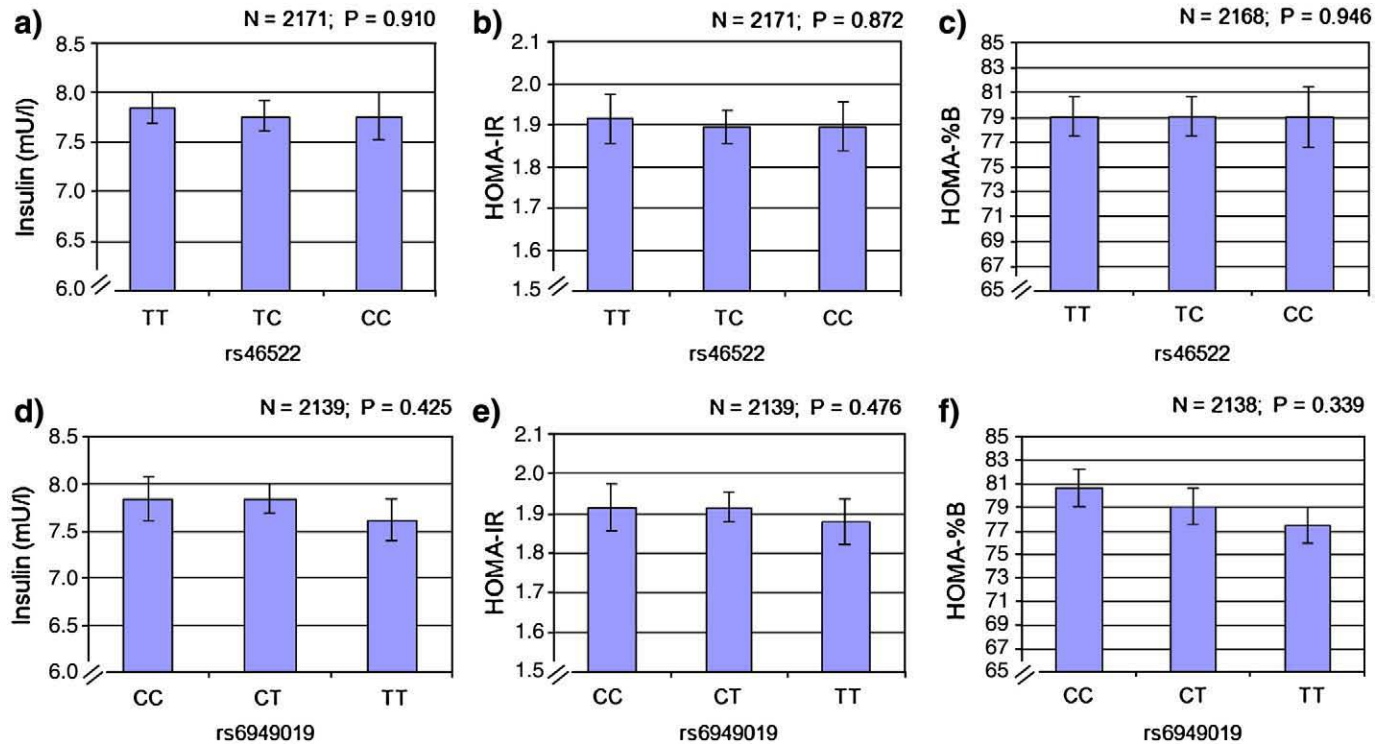 a)
N = 2171; P = 0.910
8.5
8.0
7.5
7.0
6.5
6.0
Insulin (mU/l)
TT TC CC
rs46522
b)
N = 2171; P = 0.872
2.1
2.0
1.9
1.8
1.7
1.6
1.5
HOMA-IR
TT TC CC
rs46522
c)
N = 2168; P = 0.946
85
83
81
79
77
75
73
71
69
67
65
HOMA-%B
TT TC CC
rs46522
d)
N = 2139; P = 0.425
8.5
8.0
7.5
7.0
6.5
6.0
Insulin (mU/l)
CC CT TT
rs6949019
e)
N = 2139; P = 0.476
2.1
2.0
1.9
1.8
1.7
1.6
1.5
HOMA-IR
CC CT TT
rs6949019
f)
N = 2138; P = 0.339
85
83
81
79
77
75
73
71
69
67
65
HOMA-%B
CC CT TT
rs6949019